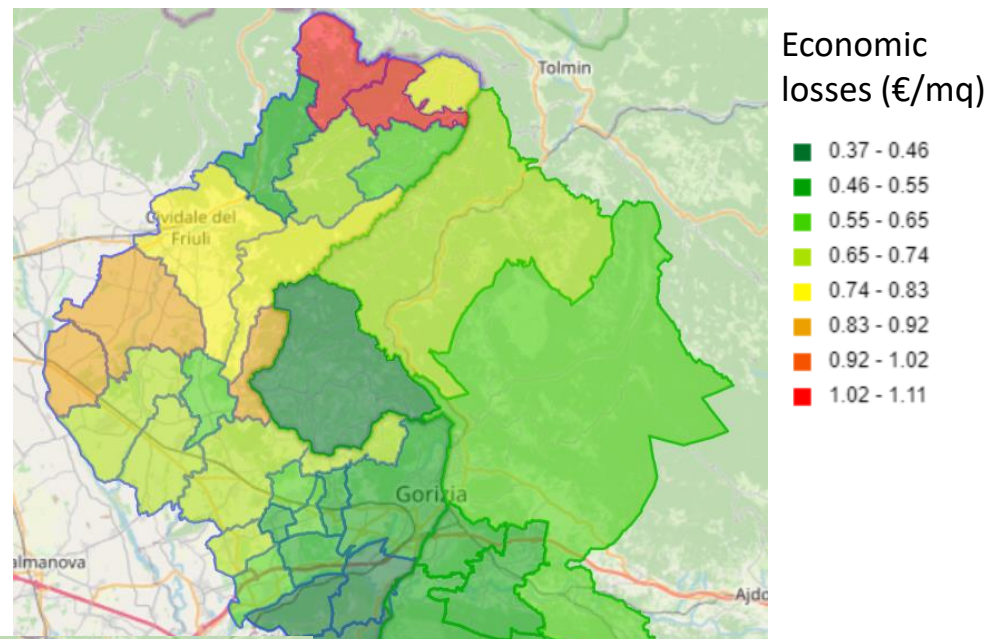 Economic
losses (€/mq)
0.37 - 0.46
0.46 - 0.55
0.55 - 0.65
0.65 - 0.74
0.74 - 0.83
0.83 - 0.92
0.92 - 1.02
1.02 - 1.11
Tolmin
Cividale del
Friuli
Gorizia
almanova
Ajdo